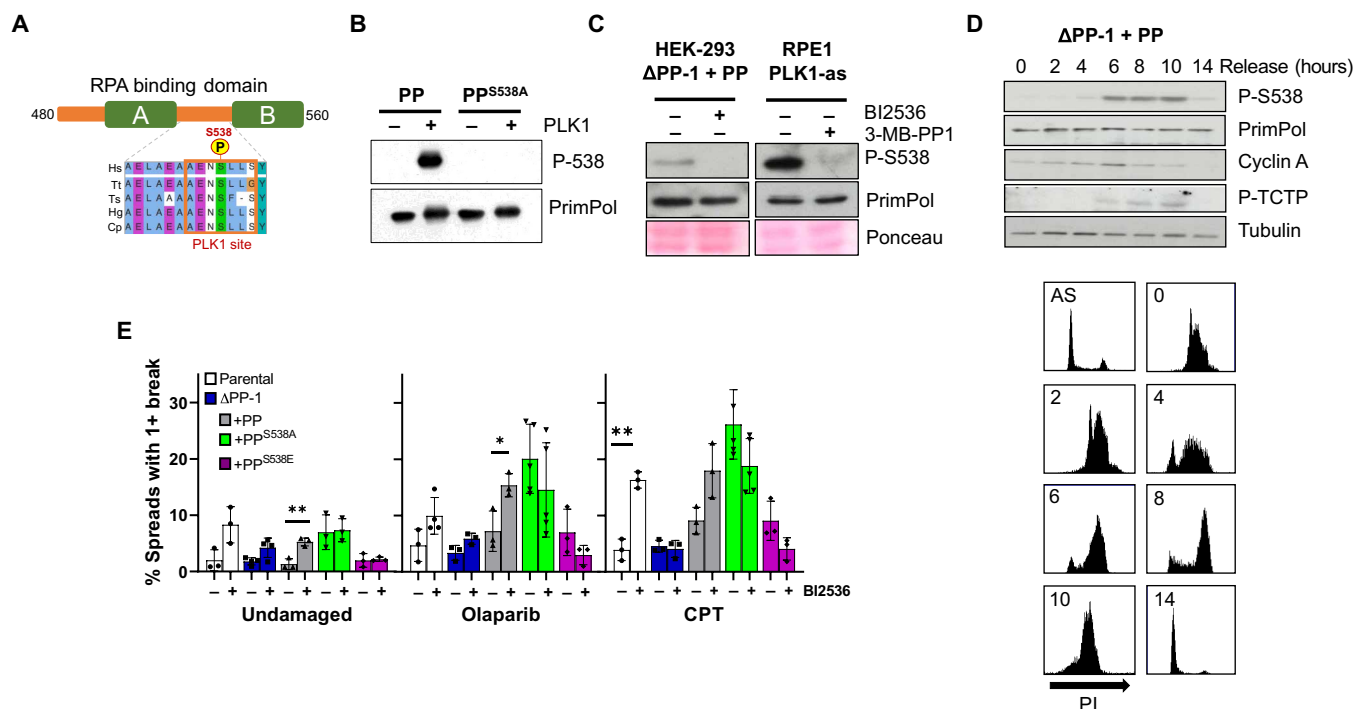 A
RPA binding domain
480 A B 560
S538
P
Hs A E L A E A A E N S L L S Y
Tt A E L A E A A E N S L L G Y
Ts A E L A A A A E N S F - S Y
Hg A E L A E A A E N S L L S Y
Cp A E L A E A A E N S L L S Y
PLK1 site
B
PP PP^S538A
– + – + PLK1
P-538
PrimPol
C
HEK-293 RPE1
ΔPP-1 + PP PLK1-as
– + – – BI2536
– – – + 3-MB-PP1
P-S538
PrimPol
Ponceau
D
ΔPP-1 + PP
0 2 4 6 8 10 14 Release (hours)
P-S538
PrimPol
Cyclin A
P-TCTP
Tubulin
AS 0
2 4
6 8
10 14
PI
E
% Spreads with 1+ break
30
20
10
0
Parental
ΔPP-1
+PP
+PP^S538A
+PP^S538E
** * **
– + – + – + – + – + – + – + – + – + – + – + – + – + – + – + BI2536
Undamaged Olaparib CPT